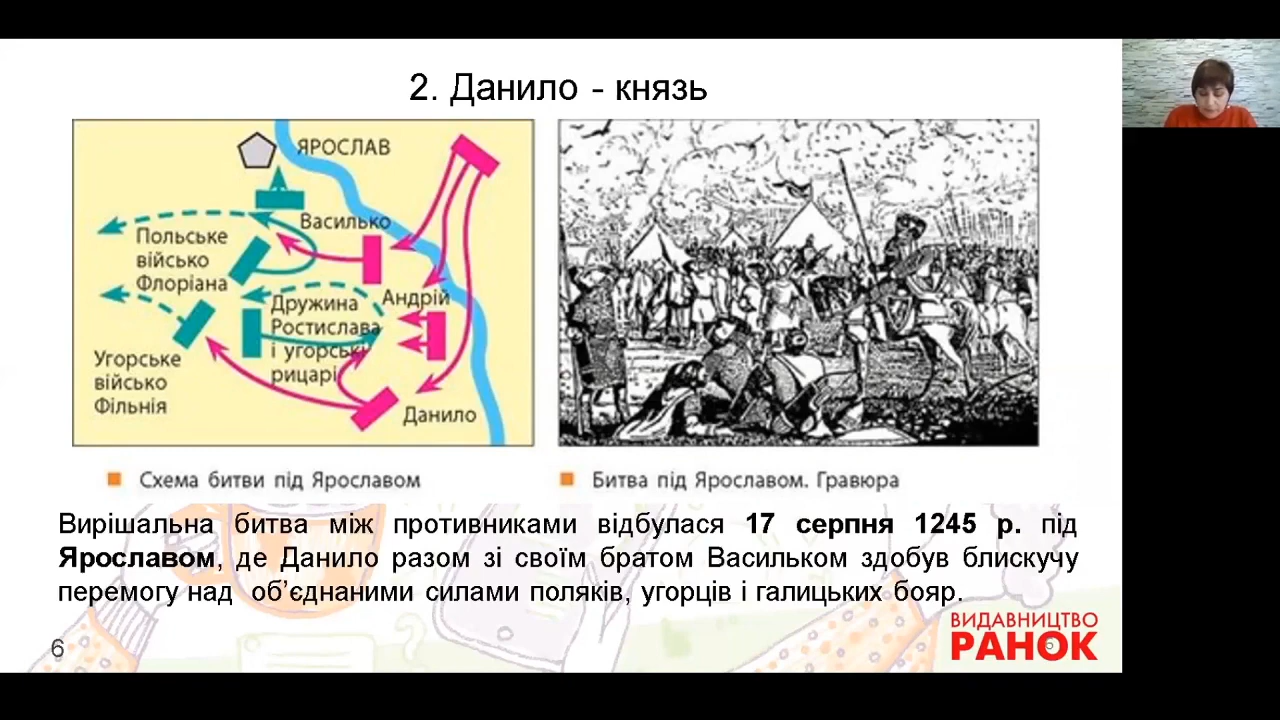 2. Данило - князь
ЯРОСЛАВ
Василько
Польське
військо
Флоріана
Андрій
Дружина
Ростислава
і угорські
рицарі
Угорське
військо
Фільнія
Данило
Схема битви під Ярославом
Битва під Ярославом. Гравюра
Вирішальна битва між противниками відбулася 17 серпня 1245 р. під
Ярославом, де Данило разом зі своїм братом Васильком здобув блискучу
перемогу над об’єднаними силами поляків, угорців і галицьких бояр.
ВИДАВНИЦТВО
РАНОК
6